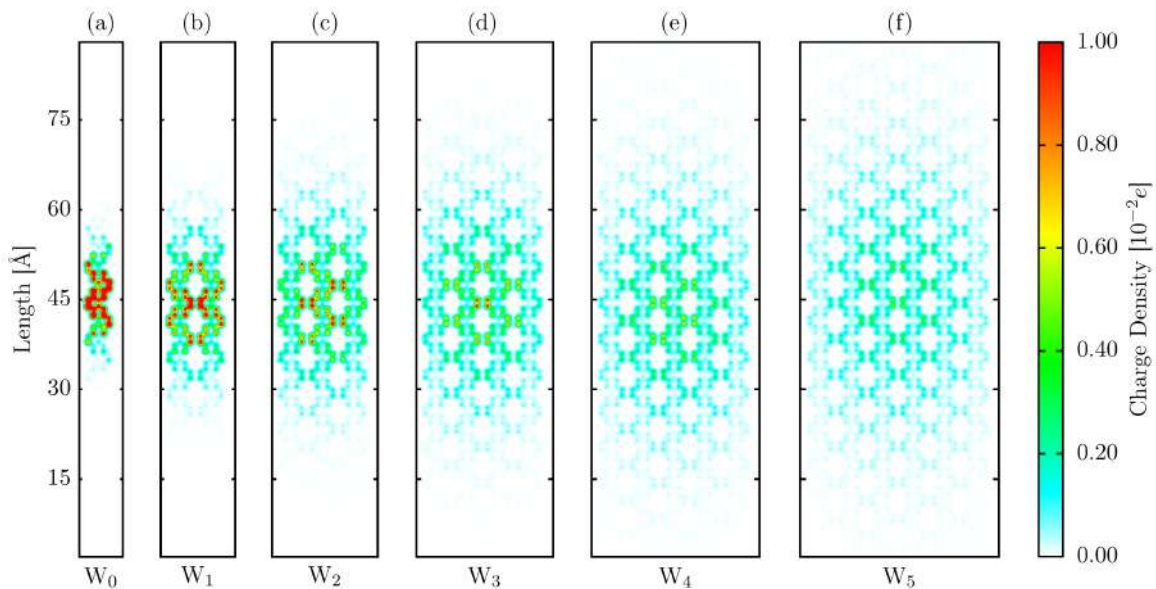 (a) (b) (c) (d) (e) (f)
75
60
45
30
15
Length [Å]
W₀ W₁ W₂ W₃ W₄ W₅
1.00
0.80
0.60
0.40
0.20
0.00
Charge Density [10⁻²e]